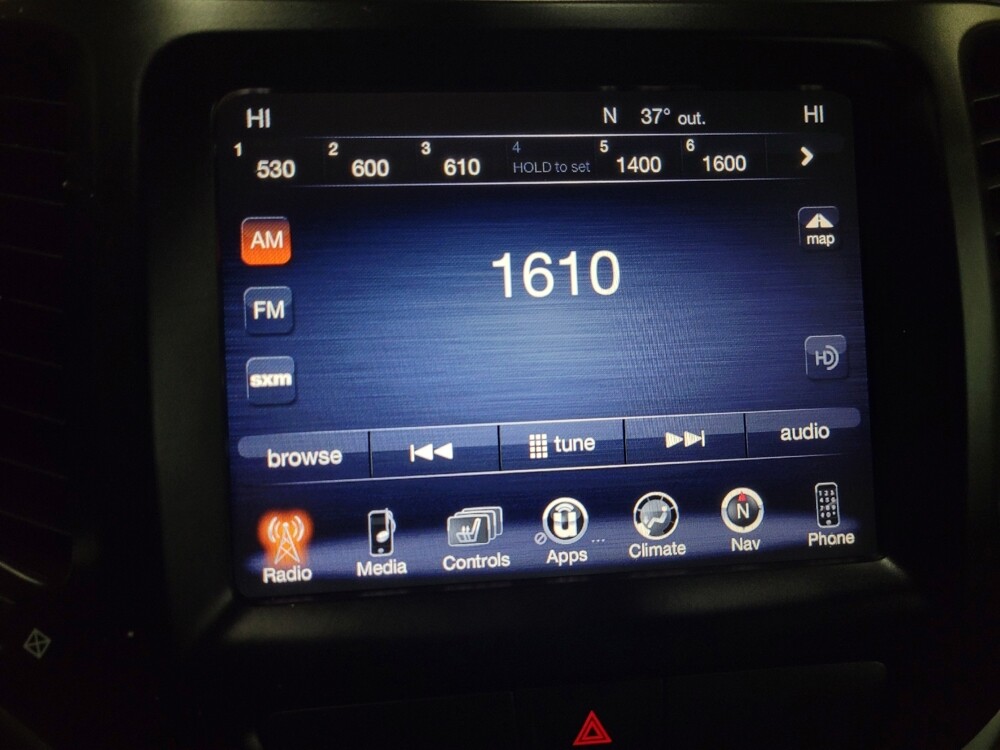 HI N 37° out. HI
1 530 2 600 3 610 4 HOLD to set 5 1400 6 1600
AM
1610
map
FM
HD
sxm
browse tune audio
Radio Media Controls Apps ... Climate N Nav Phone